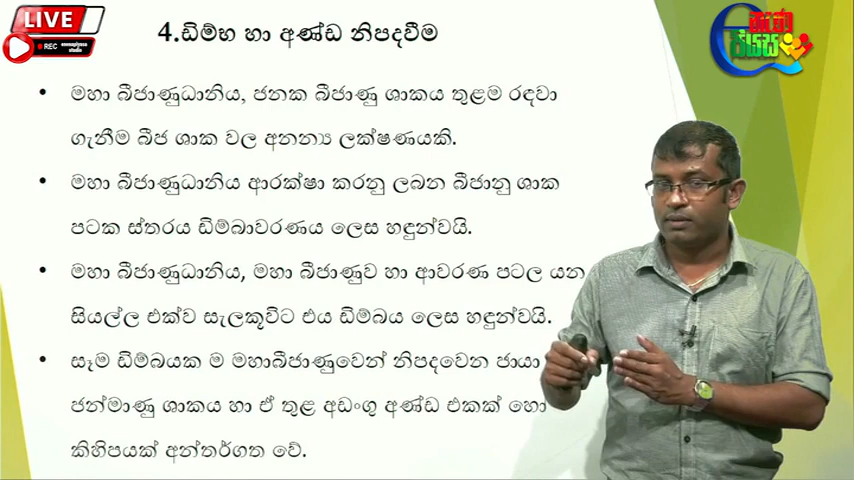 LIVE
REC
ගුණ
පියස
4.ඩිම්භ හා අණ්ඩ නිපදවීම
• මහා බීජාණුධානිය, ජනක බීජාණු ශාකය තුළම රඳවා
ගැනීම බීජ ශාක වල අනන්‍ය ලක්ෂණයකි.
• මහා බීජාණුධානිය ආරක්ෂා කරනු ලබන බීජානු ශාක
පටක ස්තරය ඩිම්බාවරණය ලෙස හඳුන්වයි.
• මහා බීජාණුධානිය, මහා බීජාණුව හා ආවරණ පටල යන
සියල්ල එක්ව සැලකූවිට එය ඩිම්බය ලෙස හඳුන්වයි.
• සෑම ඩිම්බයක ම මහාබීජාණුවෙන් නිපදවෙන ජායා
ජන්මාණු ශාකය හා ඒ තුළ අඩංගු අණ්ඩ එකක් හො
කිහිපයක් අන්තර්ගත වේ.